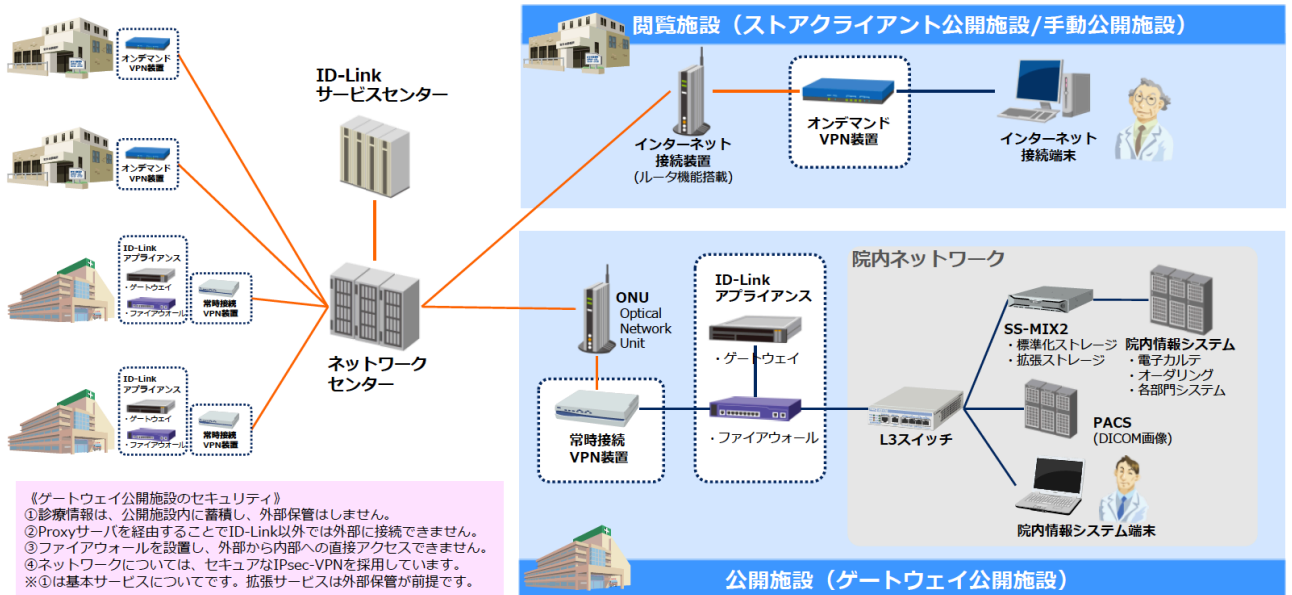 オンデマンド
VPN装置
オンデマンド
VPN装置
ID-Link
アプライアンス
・ゲートウェイ
・ファイアウォール
常時接続
VPN装置
ID-Link
アプライアンス
・ゲートウェイ
・ファイアウォール
常時接続
VPN装置
ID-Link
サービスセンター
ネットワーク
センター
閲覧施設（ストアクライアント公開施設/手動公開施設）
インターネット
接続装置
(ルータ機能搭載)
オンデマンド
VPN装置
インターネット
接続端末
ONU
Optical
Network
Unit
常時接続
VPN装置
ID-Link
アプライアンス
・ゲートウェイ
・ファイアウォール
院内ネットワーク
L3スイッチ
SS-MIX2
・標準化ストレージ
・拡張ストレージ
院内情報システム
・電子カルテ
・オーダリング
・各部門システム
PACS
(DICOM画像)
院内情報システム端末
公開施設（ゲートウェイ公開施設）
《ゲートウェイ公開施設のセキュリティ》
①診療情報は、公開施設内に蓄積し、外部保管はしません。
②Proxyサーバを経由することでID-Link以外では外部に接続できません。
③ファイアウォールを設置し、外部から内部への直接アクセスできません。
④ネットワークについては、セキュアなIPsec-VPNを採用しています。
※①は基本サービスについてです。拡張サービスは外部保管が前提です。